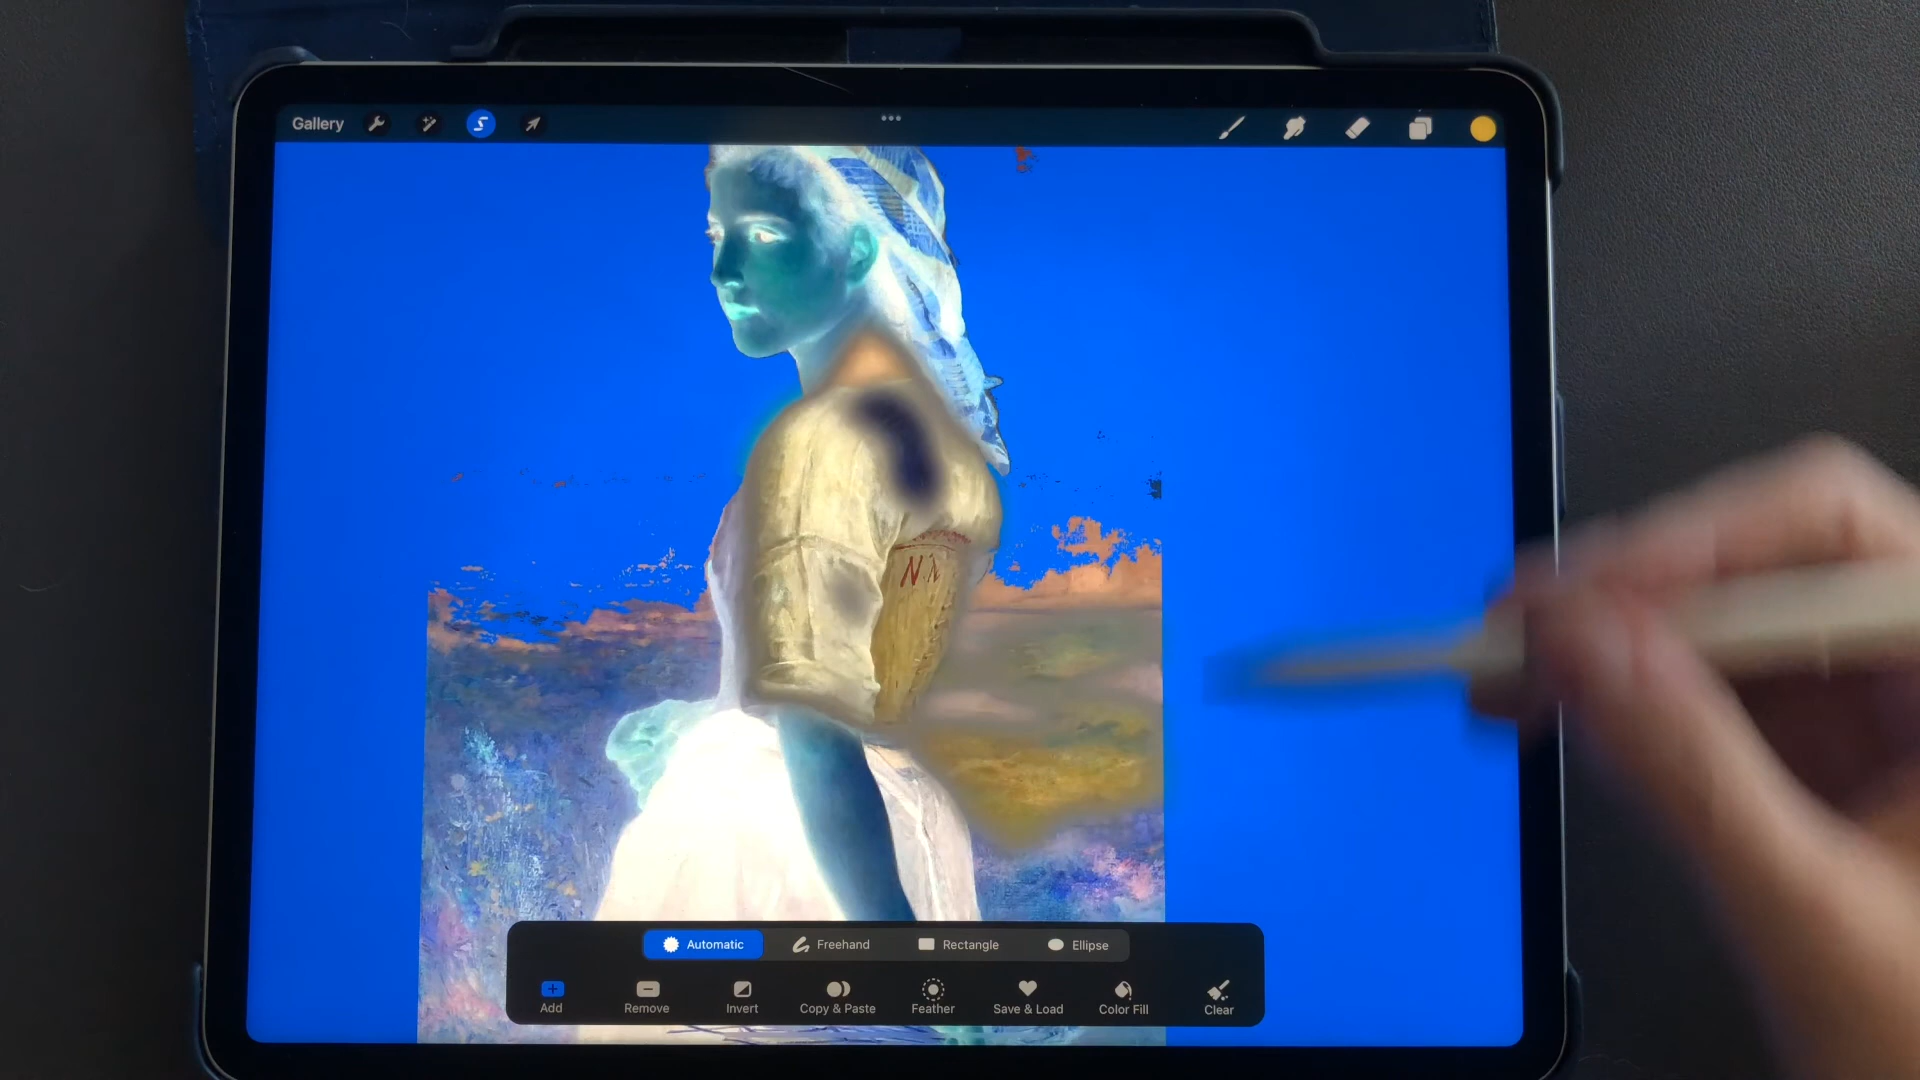 Gallery
N N
Automatic Freehand Rectangle Ellipse
Add Remove Invert Copy & Paste Feather Save & Load Color Fill Clear